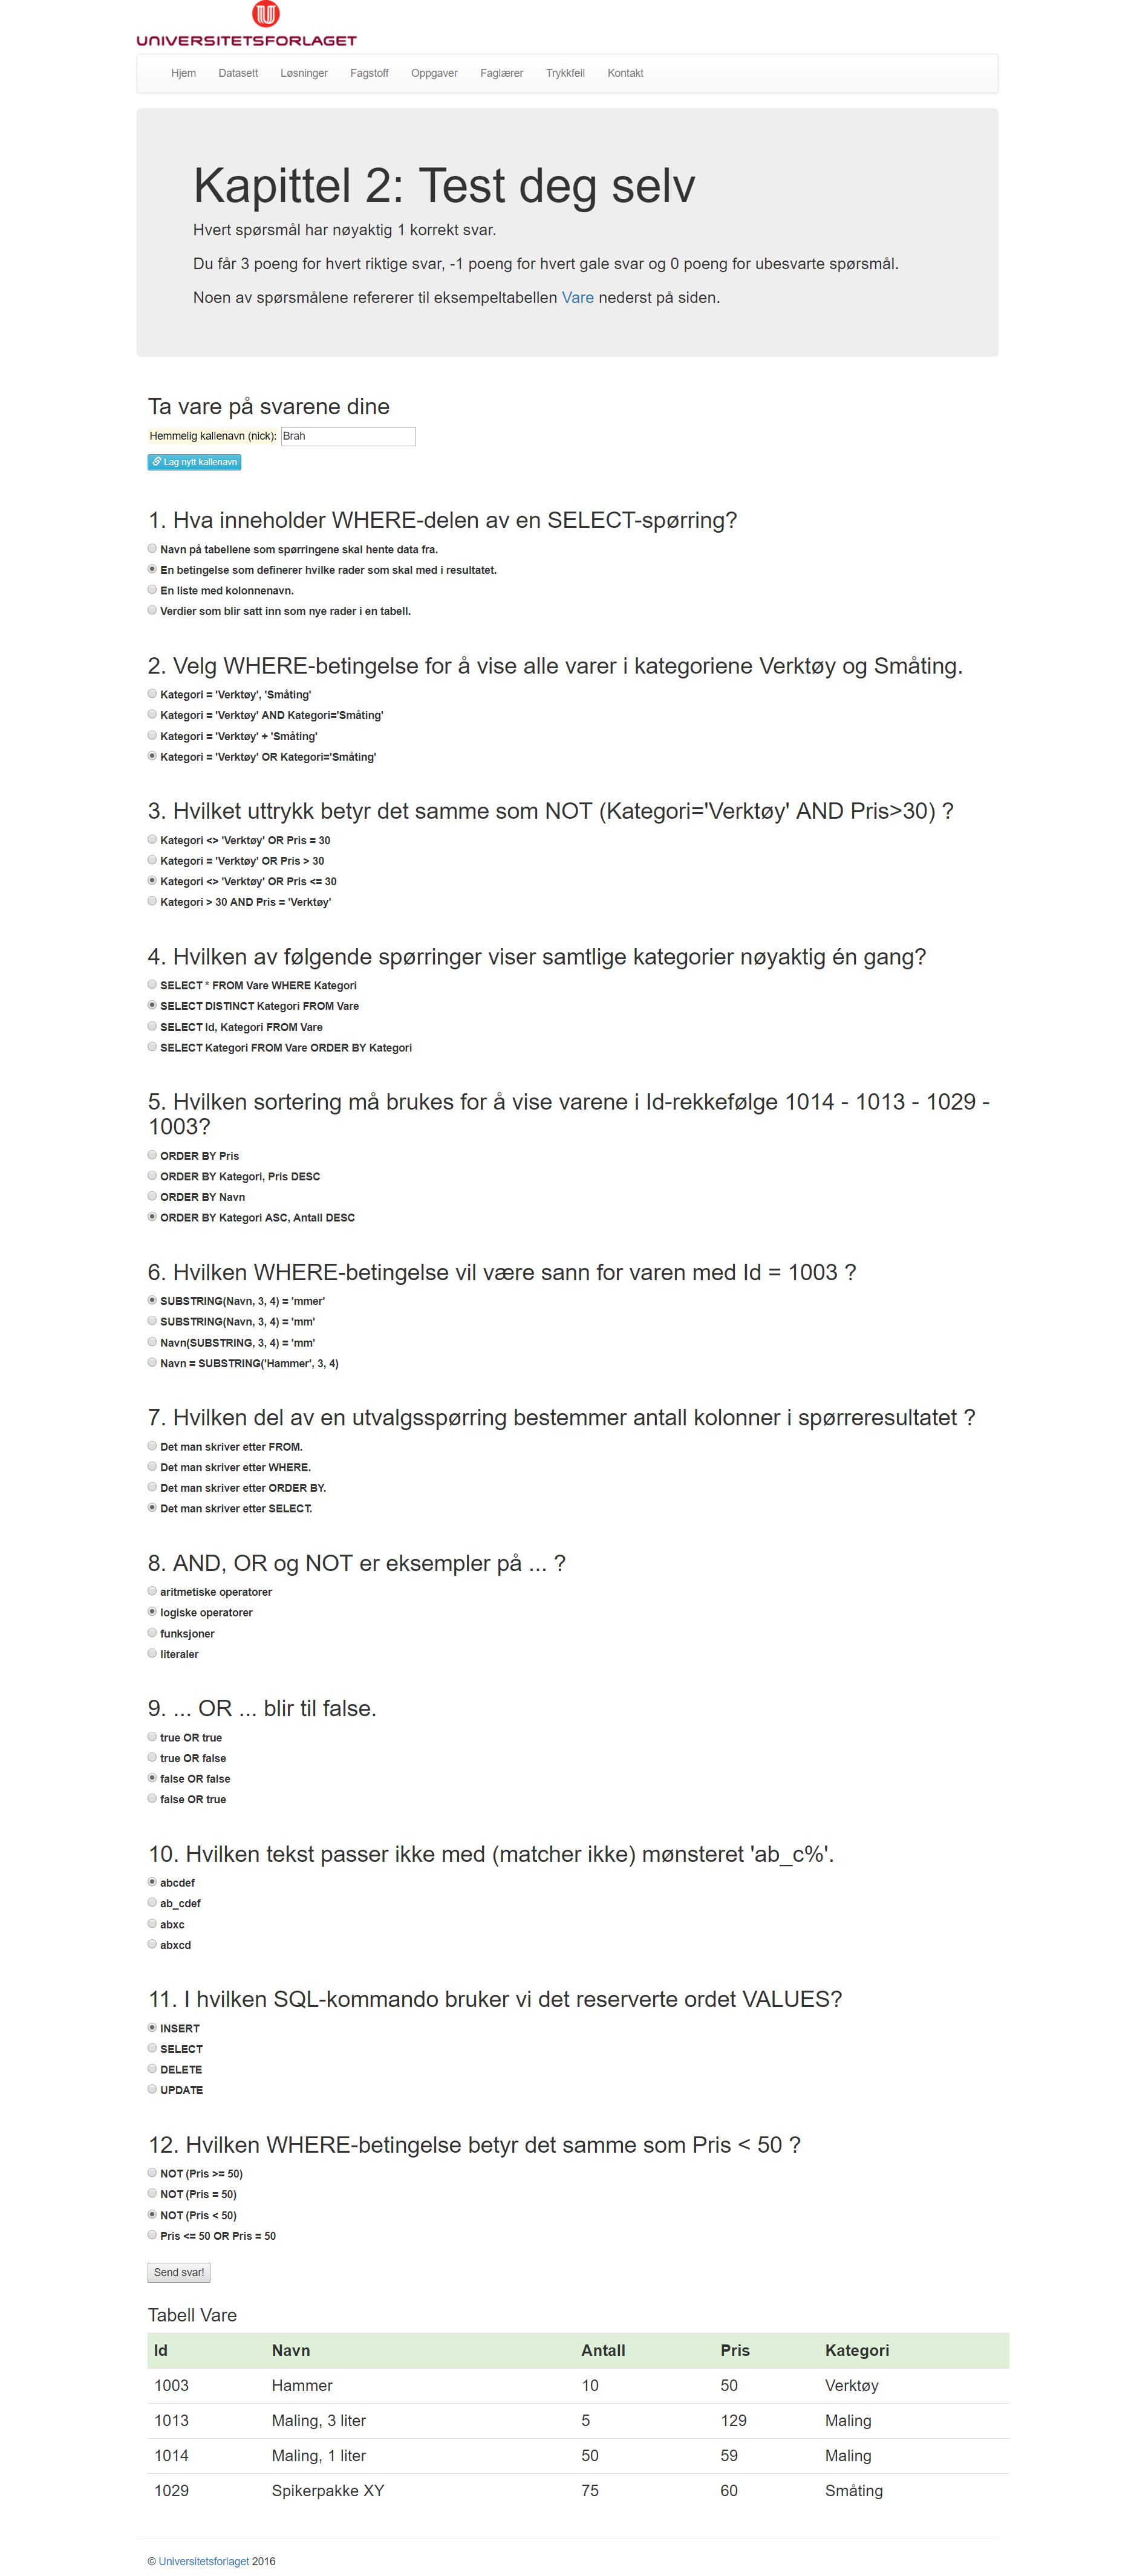 UNIVERSITETSFORLAGET
Hjem Datasett Løsninger Fagstoff Oppgaver Faglærer Trykkfeil Kontakt
Kapittel 2: Test deg selv
Hvert spørsmål har nøyaktig 1 korrekt svar.
Du får 3 poeng for hvert riktige svar, -1 poeng for hvert gale svar og 0 poeng for ubesvarte spørsmål.
Noen av spørsmålene refererer til eksempeltabellen Vare nederst på siden.
Ta vare på svarene dine
Hemmelig kallenavn (nick): Brah
Lag nytt kallenavn
1. Hva inneholder WHERE-delen av en SELECT-spørring?
Navn på tabellene som spørringene skal hente data fra.
En betingelse som definerer hvilke rader som skal med i resultatet.
En liste med kolonnenavn.
Verdier som blir satt inn som nye rader i en tabell.
2. Velg WHERE-betingelse for å vise alle varer i kategoriene Verktøy og Småting.
Kategori = 'Verktøy', 'Småting'
Kategori = 'Verktøy' AND Kategori='Småting'
Kategori = 'Verktøy' + 'Småting'
Kategori = 'Verktøy' OR Kategori='Småting'
3. Hvilket uttrykk betyr det samme som NOT (Kategori='Verktøy' AND Pris>30) ?
Kategori <> 'Verktøy' OR Pris = 30
Kategori = 'Verktøy' OR Pris > 30
Kategori <> 'Verktøy' OR Pris <= 30
Kategori > 30 AND Pris = 'Verktøy'
4. Hvilken av følgende spørringer viser samtlige kategorier nøyaktig én gang?
SELECT * FROM Vare WHERE Kategori
SELECT DISTINCT Kategori FROM Vare
SELECT Id, Kategori FROM Vare
SELECT Kategori FROM Vare ORDER BY Kategori
5. Hvilken sortering må brukes for å vise varene i Id-rekkefølge 1014 - 1013 - 1029 -
1003?
ORDER BY Pris
ORDER BY Kategori, Pris DESC
ORDER BY Navn
ORDER BY Kategori ASC, Antall DESC
6. Hvilken WHERE-betingelse vil være sann for varen med Id = 1003 ?
SUBSTRING(Navn, 3, 4) = 'mmer'
SUBSTRING(Navn, 3, 4) = 'mm'
Navn(SUBSTRING, 3, 4) = 'mm'
Navn = SUBSTRING('Hammer', 3, 4)
7. Hvilken del av en utvalgsspørring bestemmer antall kolonner i spørreresultatet ?
Det man skriver etter FROM.
Det man skriver etter WHERE.
Det man skriver etter ORDER BY.
Det man skriver etter SELECT.
8. AND, OR og NOT er eksempler på ... ?
aritmetiske operatorer
logiske operatorer
funksjoner
literaler
9. ... OR ... blir til false.
true OR true
true OR false
false OR false
false OR true
10. Hvilken tekst passer ikke med (matcher ikke) mønsteret 'ab_c%'.
abcdef
ab_cdef
abxc
abxcd
11. I hvilken SQL-kommando bruker vi det reserverte ordet VALUES?
INSERT
SELECT
DELETE
UPDATE
12. Hvilken WHERE-betingelse betyr det samme som Pris < 50 ?
NOT (Pris >= 50)
NOT (Pris = 50)
NOT (Pris < 50)
Pris <= 50 OR Pris = 50
Send svar!
Tabell Vare
Id Navn Antall Pris Kategori
1003 Hammer 10 50 Verktøy
1013 Maling, 3 liter 5 129 Maling
1014 Maling, 1 liter 50 59 Maling
1029 Spikerpakke XY 75 60 Småting
© Universitetsforlaget 2016